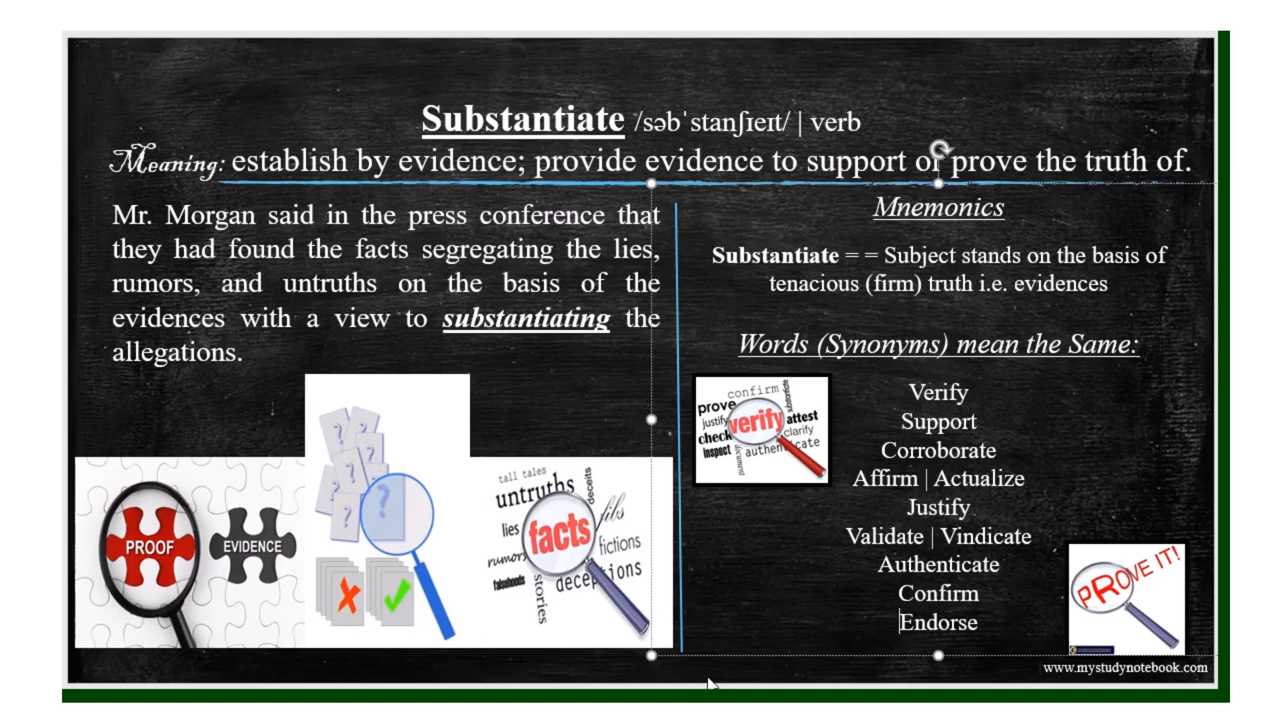 Substantiate /səbˈstanʃɪeɪt/ | verb
Meaning: establish by evidence; provide evidence to support or prove the truth of.
Mr. Morgan said in the press conference that
they had found the facts segregating the lies,
rumors, and untruths on the basis of the
evidences with a view to substantiating the
allegations.
PROOF
EVIDENCE
? ? ? ? ? ?
tall tales
untruths
deceits
lies
facts
fibs
rumors
fictions
falsehoods
stories
deceptions
Mnemonics
Substantiate = = Subject stands on the basis of
tenacious (firm) truth i.e. evidences
Words (Synonyms) mean the Same:
confirm
substantiate
prove
justify
verify
attest
check
clarify
inspect
document
authenticate
Verify
Support
Corroborate
Affirm | Actualize
Justify
Validate | Vindicate
Authenticate
Confirm
Endorse
PROVE IT!
www.mystudynotebook.com